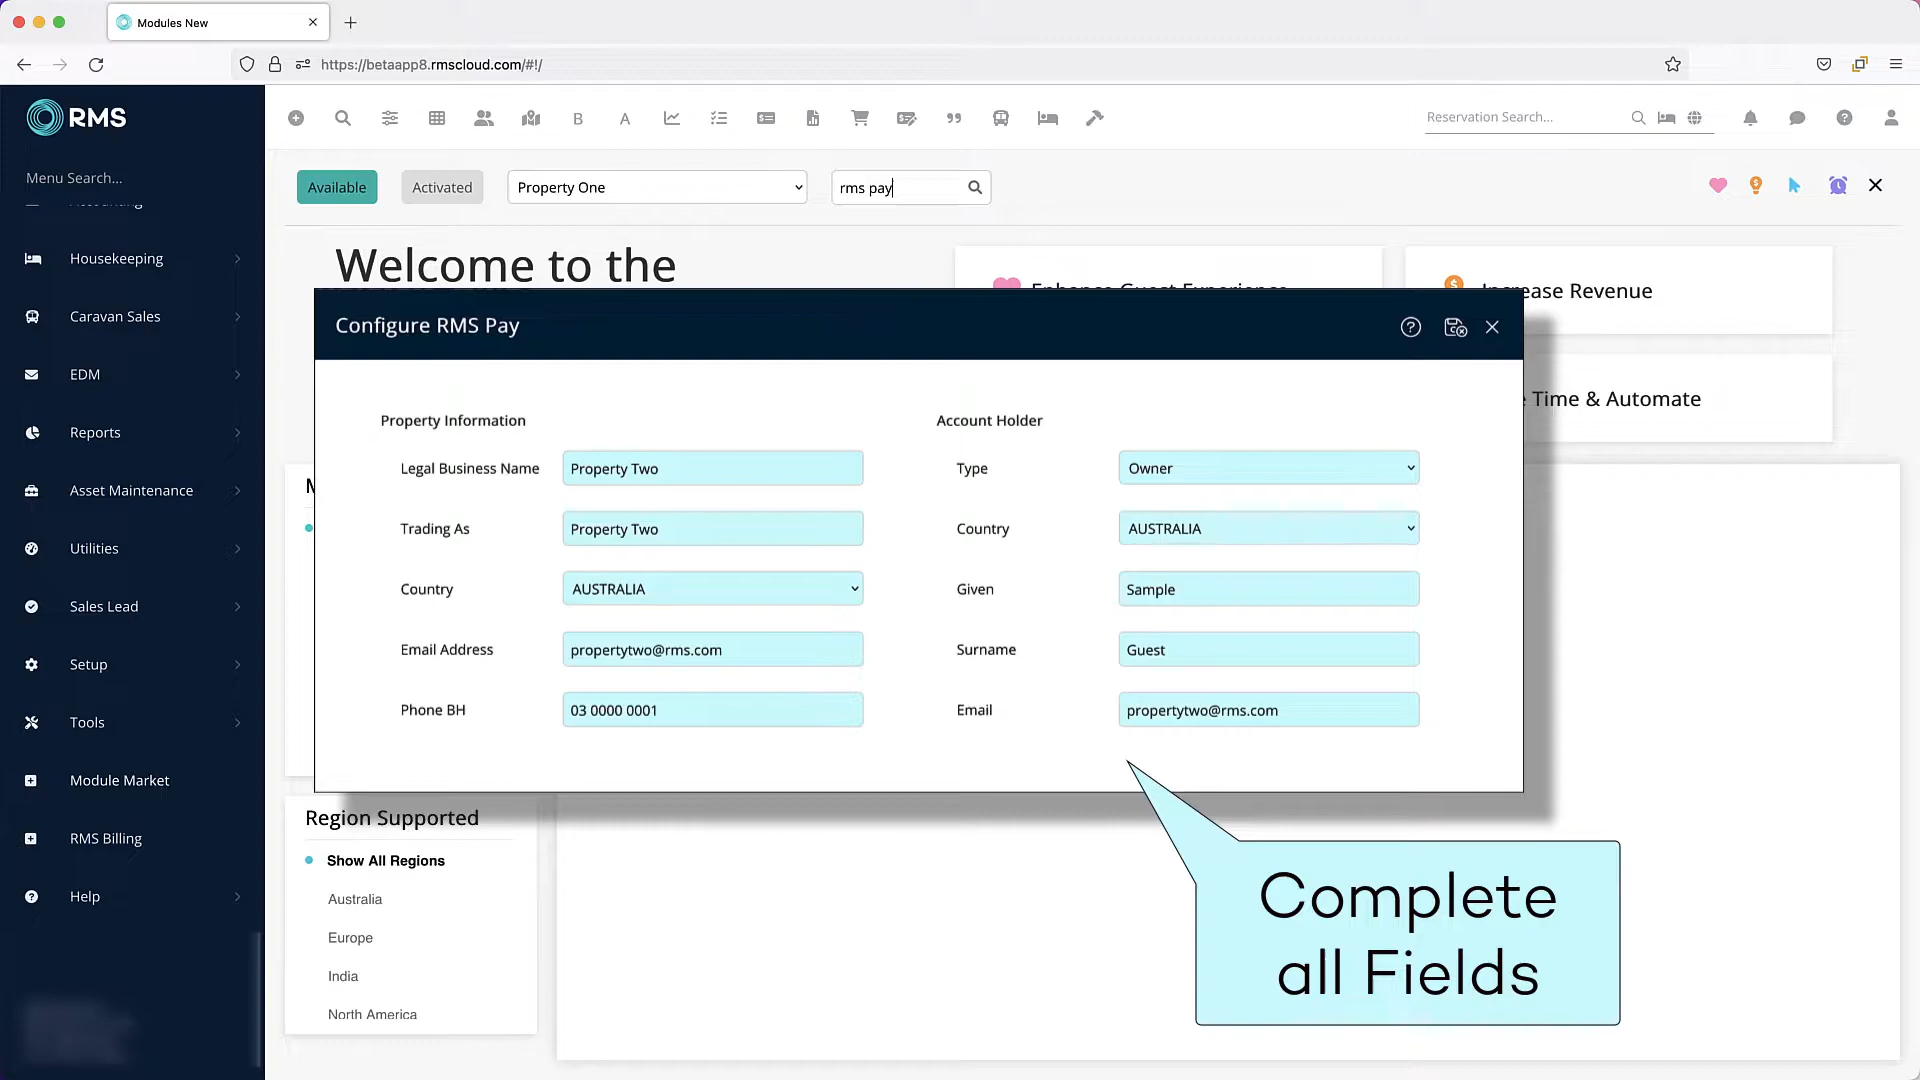 Modules New
https://betaapp8.rmscloud.com/#!/
RMS
Menu Search...
Accounting
Housekeeping
Caravan Sales
EDM
Reports
Asset Maintenance
Utilities
Sales Lead
Setup
Tools
Module Market
RMS Billing
Help
B
A
Reservation Search...
Available
Activated
Property One
rms pay
Welcome to the
Enhance Guest Experience
Increase Revenue
Time & Automate
Configure RMS Pay
Property Information
Legal Business Name
Property Two
Trading As
Property Two
Country
AUSTRALIA
Email Address
propertytwo@rms.com
Phone BH
03 0000 0001
Account Holder
Type
Owner
Country
AUSTRALIA
Given
Sample
Surname
Guest
Email
propertytwo@rms.com
Region Supported
Show All Regions
Australia
Europe
India
North America
Complete
all Fields